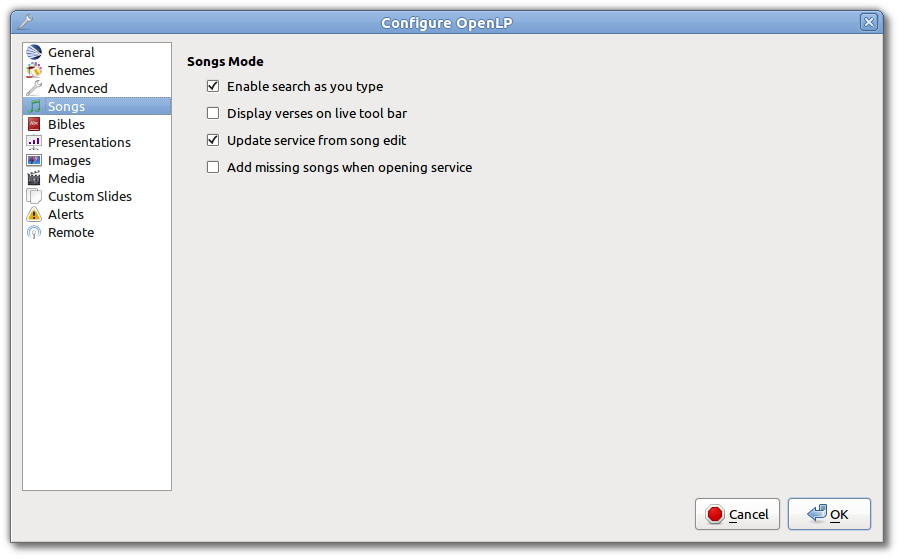 Configure OpenLP
General
Themes
Advanced
Songs
Bibles
Presentations
Images
Media
Custom Slides
Alerts
Remote
Songs Mode
Enable search as you type
Display verses on live tool bar
Update service from song edit
Add missing songs when opening service
Cancel
OK